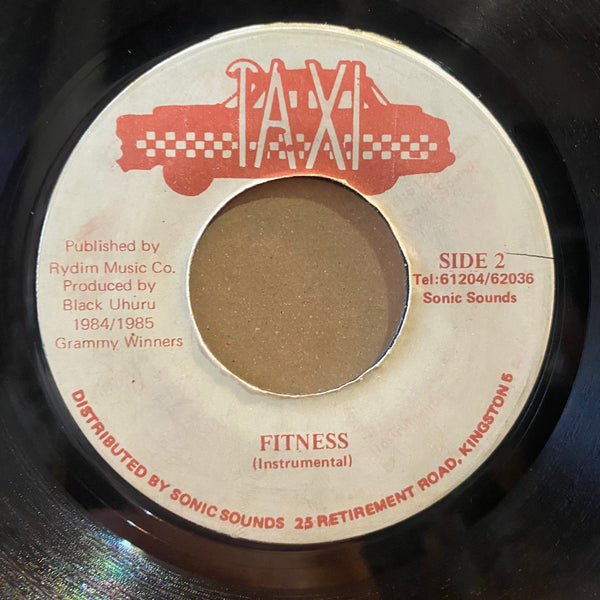 TAXI
Published by
Rydim Music Co.
Produced by
Black Uhuru
1984/1985
Grammy Winners
SIDE 2
Tel:61204/62036
Sonic Sounds
FITNESS
(Instrumental)
DISTRIBUTED BY SONIC SOUNDS 25 RETIREMENT ROAD, KINGSTON 5